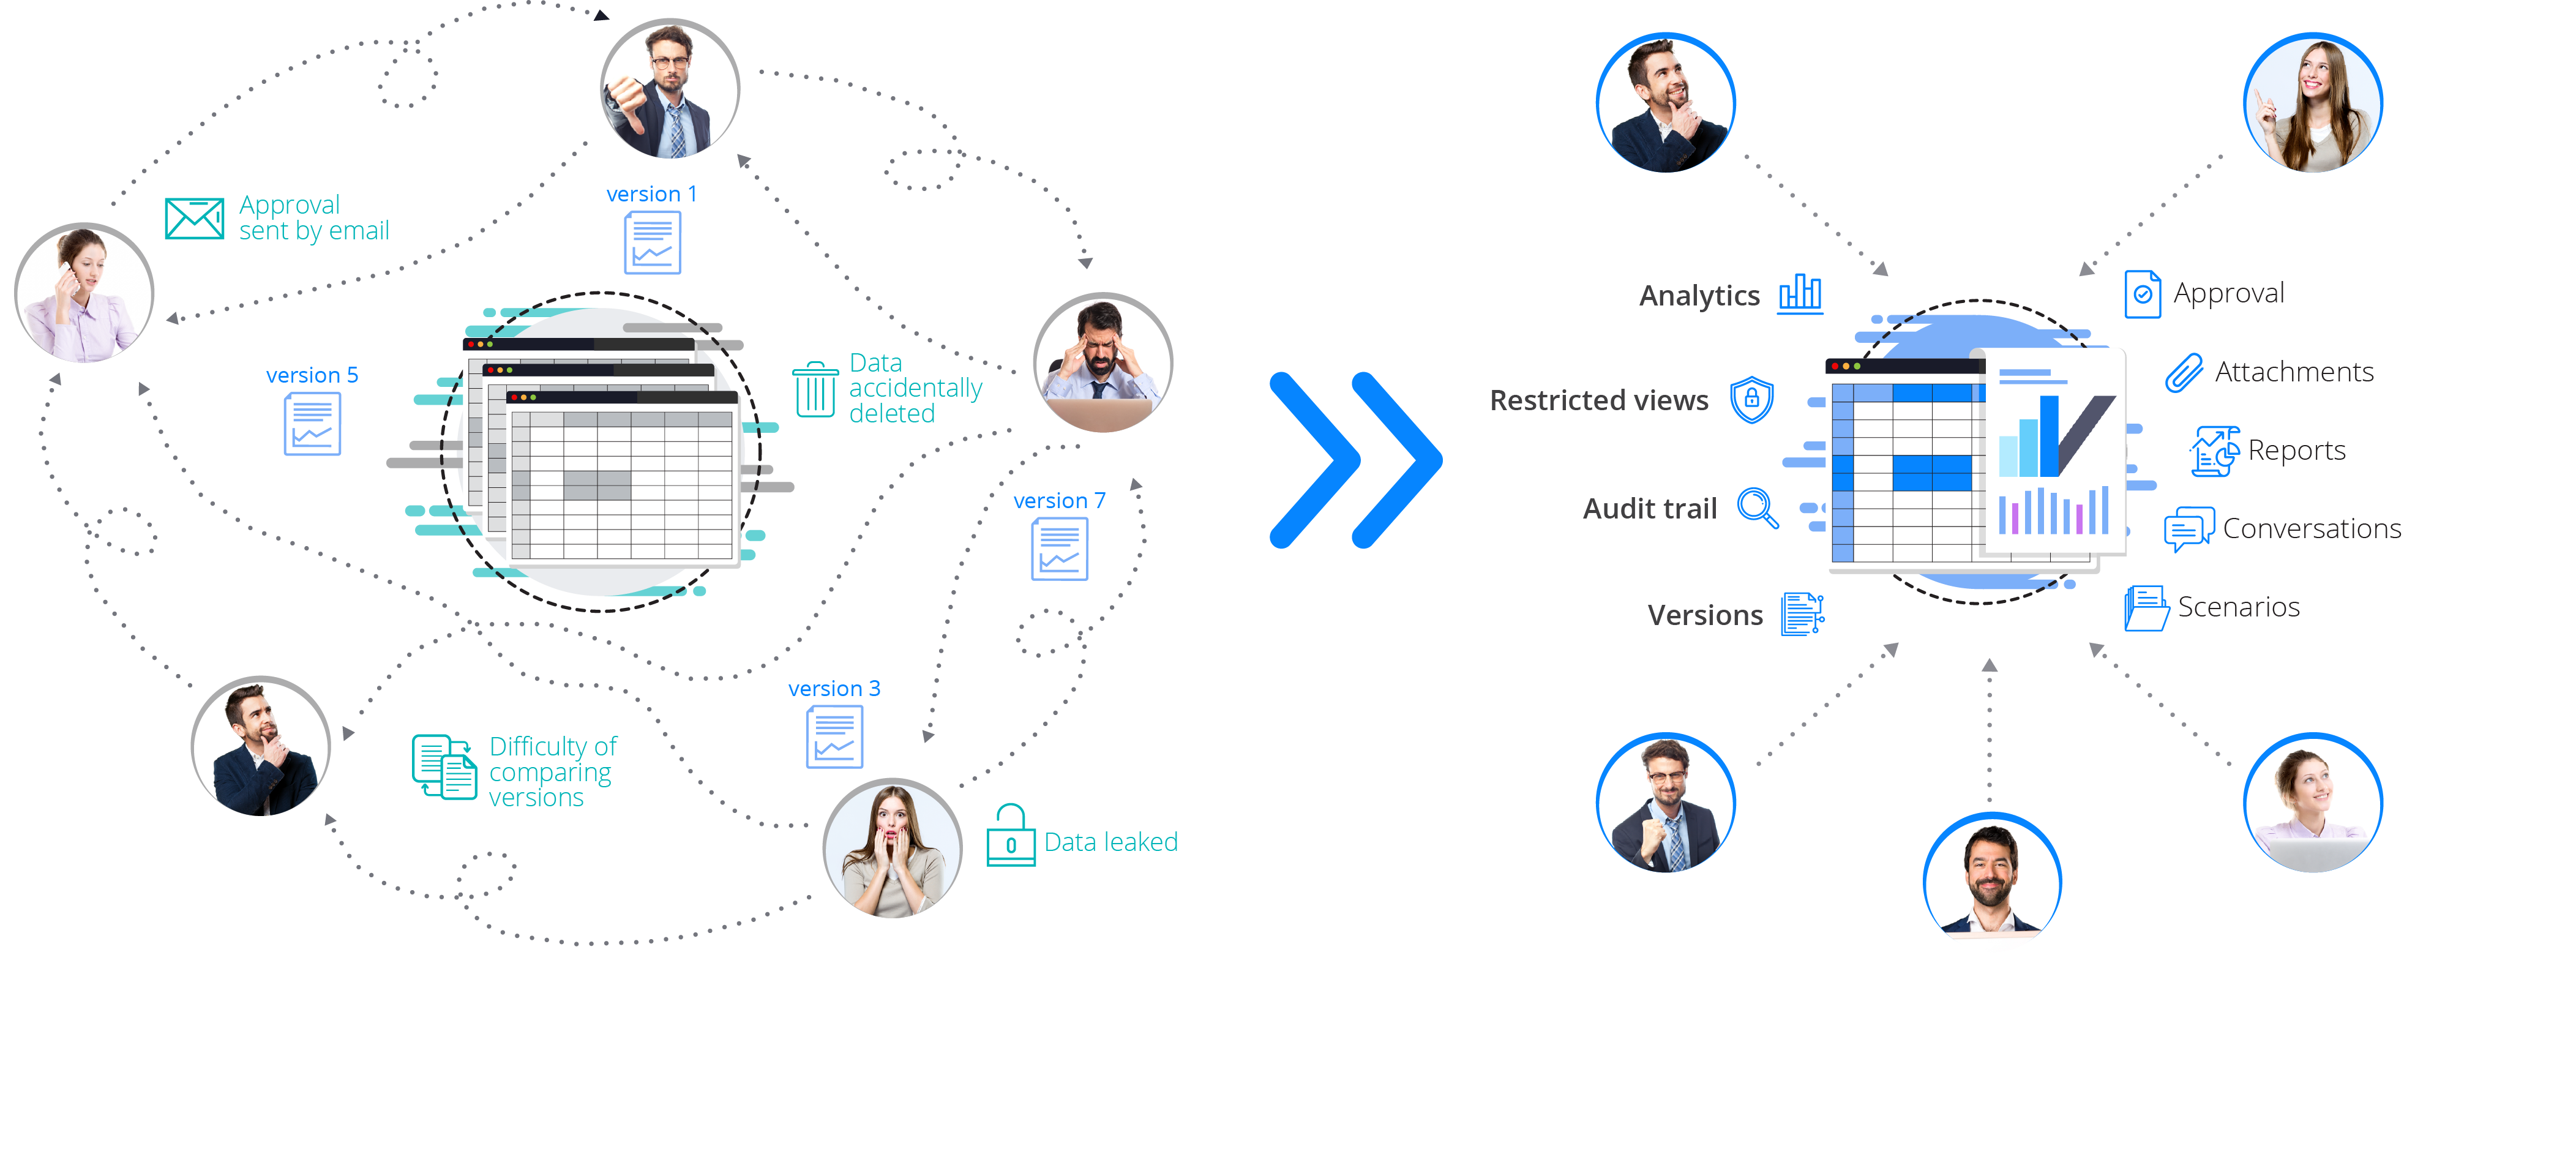 Approval
sent by email
version 1
version 5
Data
accidentally
deleted
version 7
version 3
Difficulty of
comparing
versions
Data leaked
Analytics
Restricted views
Audit trail
Versions
Approval
Attachments
Reports
Conversations
Scenarios